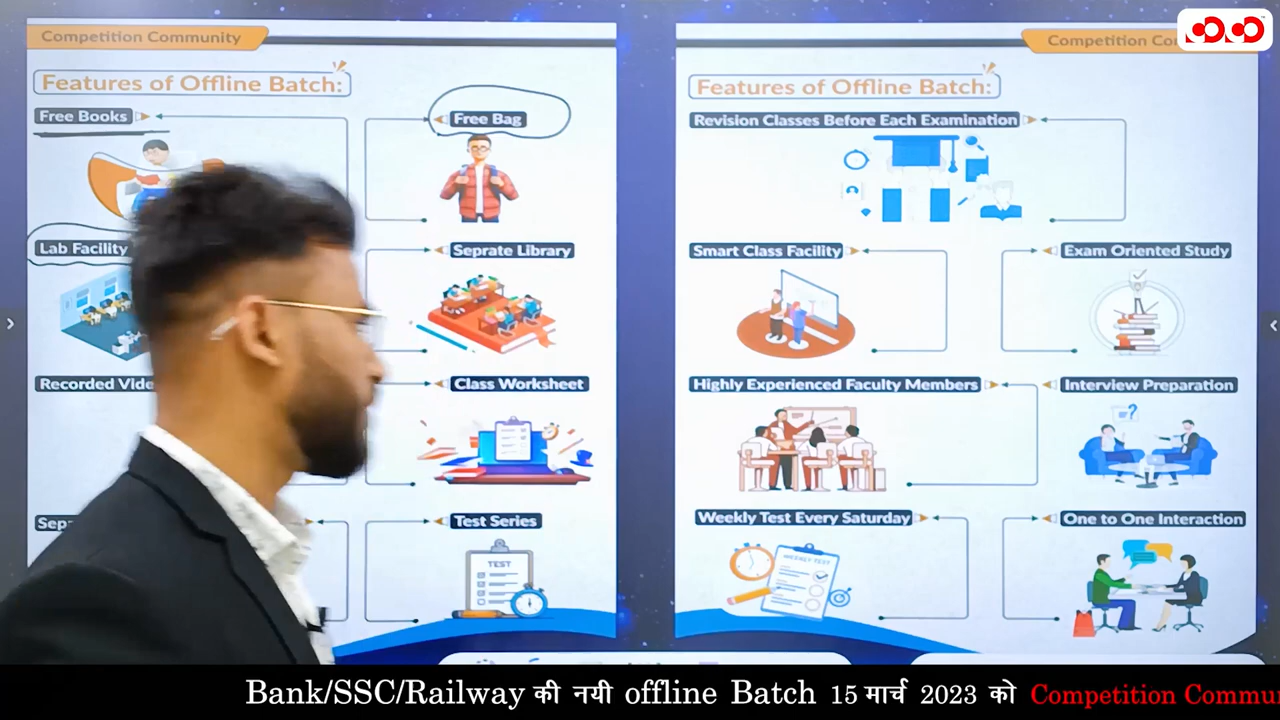 Competition Community
Features of Offline Batch:
Free Books
Free Bag
Lab Facility
Seprate Library
Recorded
Class Worksheet
Test Series
TEST
Competition
Features of Offline Batch:
Revision Classes Before Each Examination
Smart Class Facility
Exam Oriented Study
Highly Experienced Faculty Members
Interview Preparation
?
Weekly Test Every Saturday
One to One Interaction
WEEKLY TEST
Bank/SSC/Railway की नयी offline Batch 15 मार्च 2023 को Competition